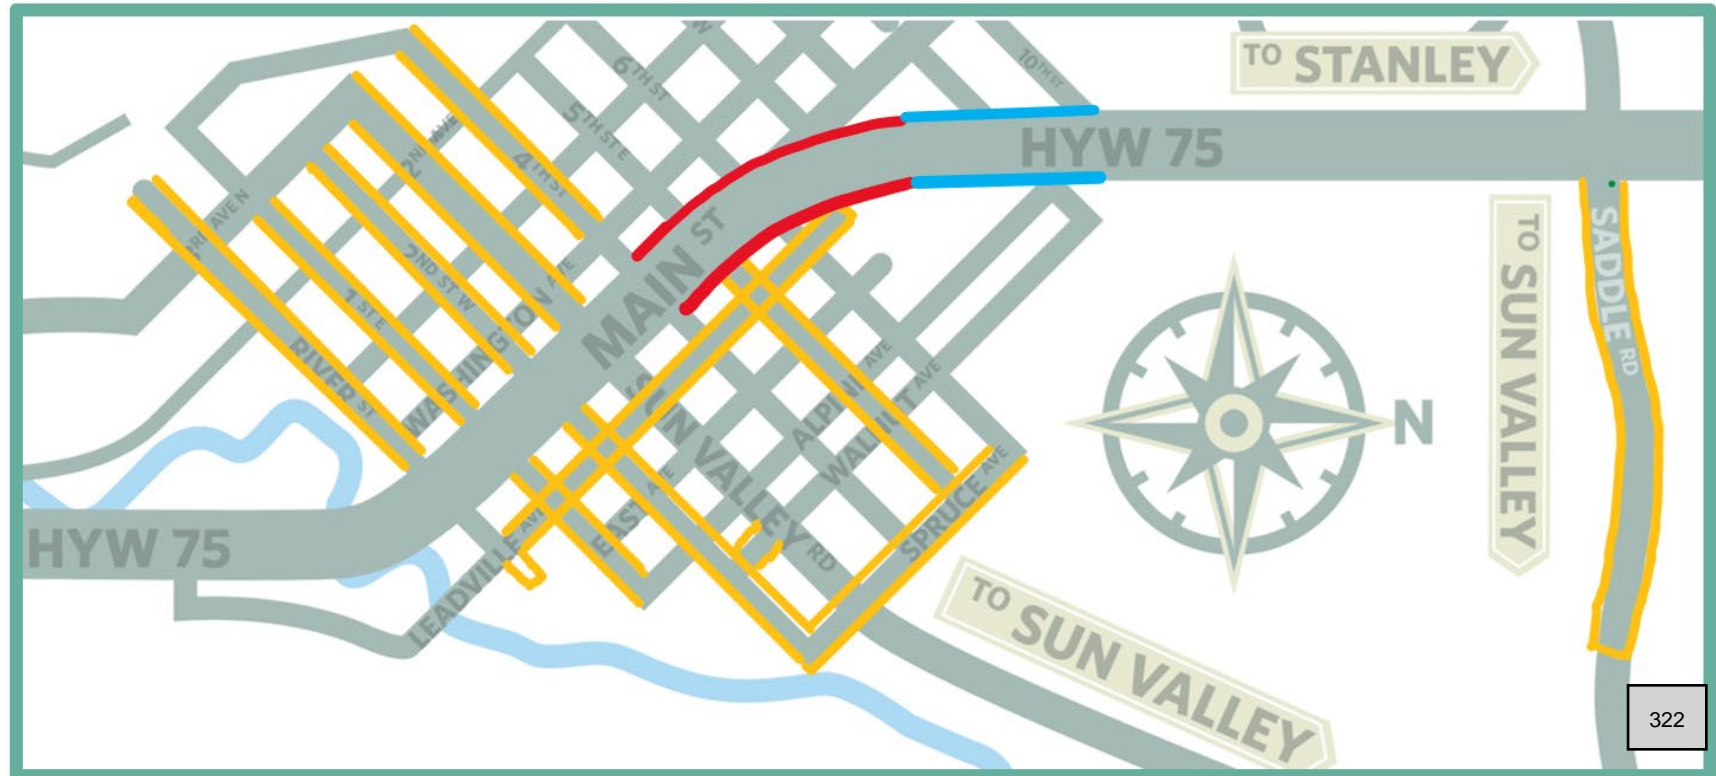 TO STANLEY
10TH ST
6TH ST
5TH ST E
4TH ST
2ND AVE
HYW 75
AVE N
MAIN ST
2ND ST W
1 ST E
RIVER ST
WASHINGTON AVE
SUN VALLEY RD
ALPINE AVE
WALNUT AVE
EAST AVE
SPRUCE AVE
LEADVILLE AVE
HYW 75
N
TO SUN VALLEY
SADDLE RD
TO SUN VALLEY
322